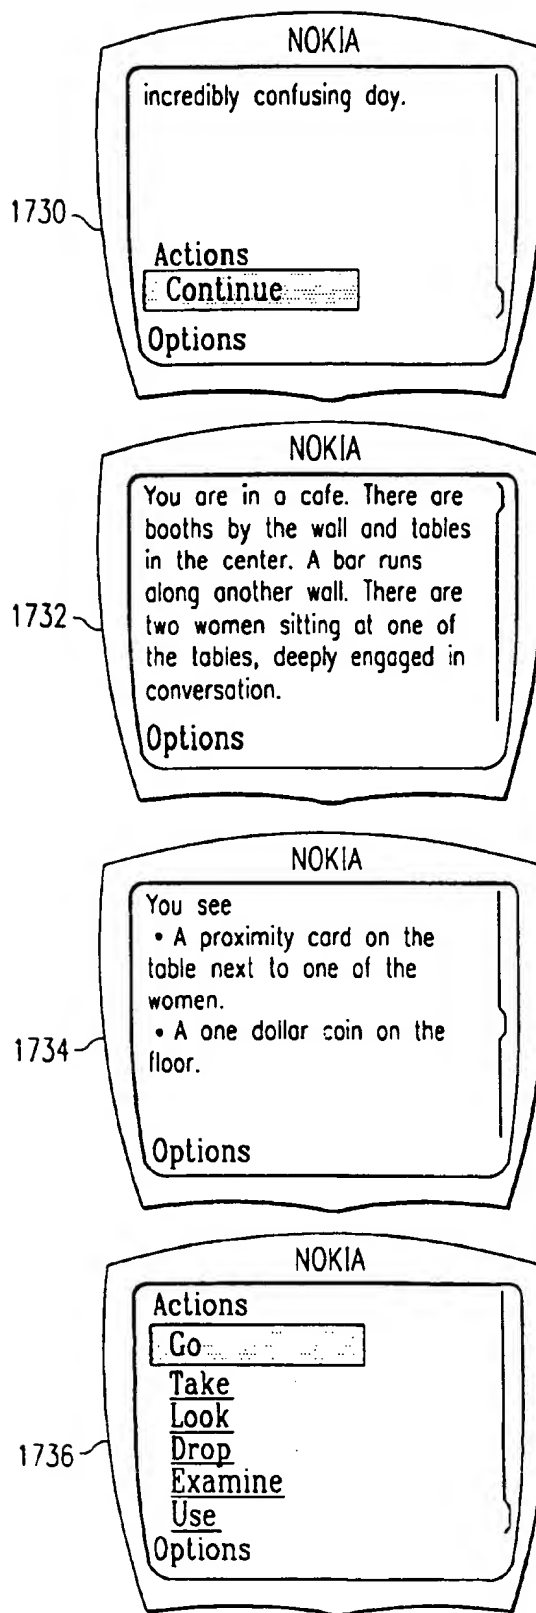 NOKIA
incredibly confusing day.
1730
Actions
Continue
Options
NOKIA
You are in a cafe. There are
booths by the wall and tables
in the center. A bar runs
along another wall. There are
1732
two women sitting at one of
the tables, deeply engaged in
conversation.
Options
NOKIA
You see
• A proximity card on the
table next to one of the
women.
• A one dollar coin on the
1734
floor.
Options
NOKIA
Actions
Go
Take
Look
Drop
1736
Examine
Use
Options